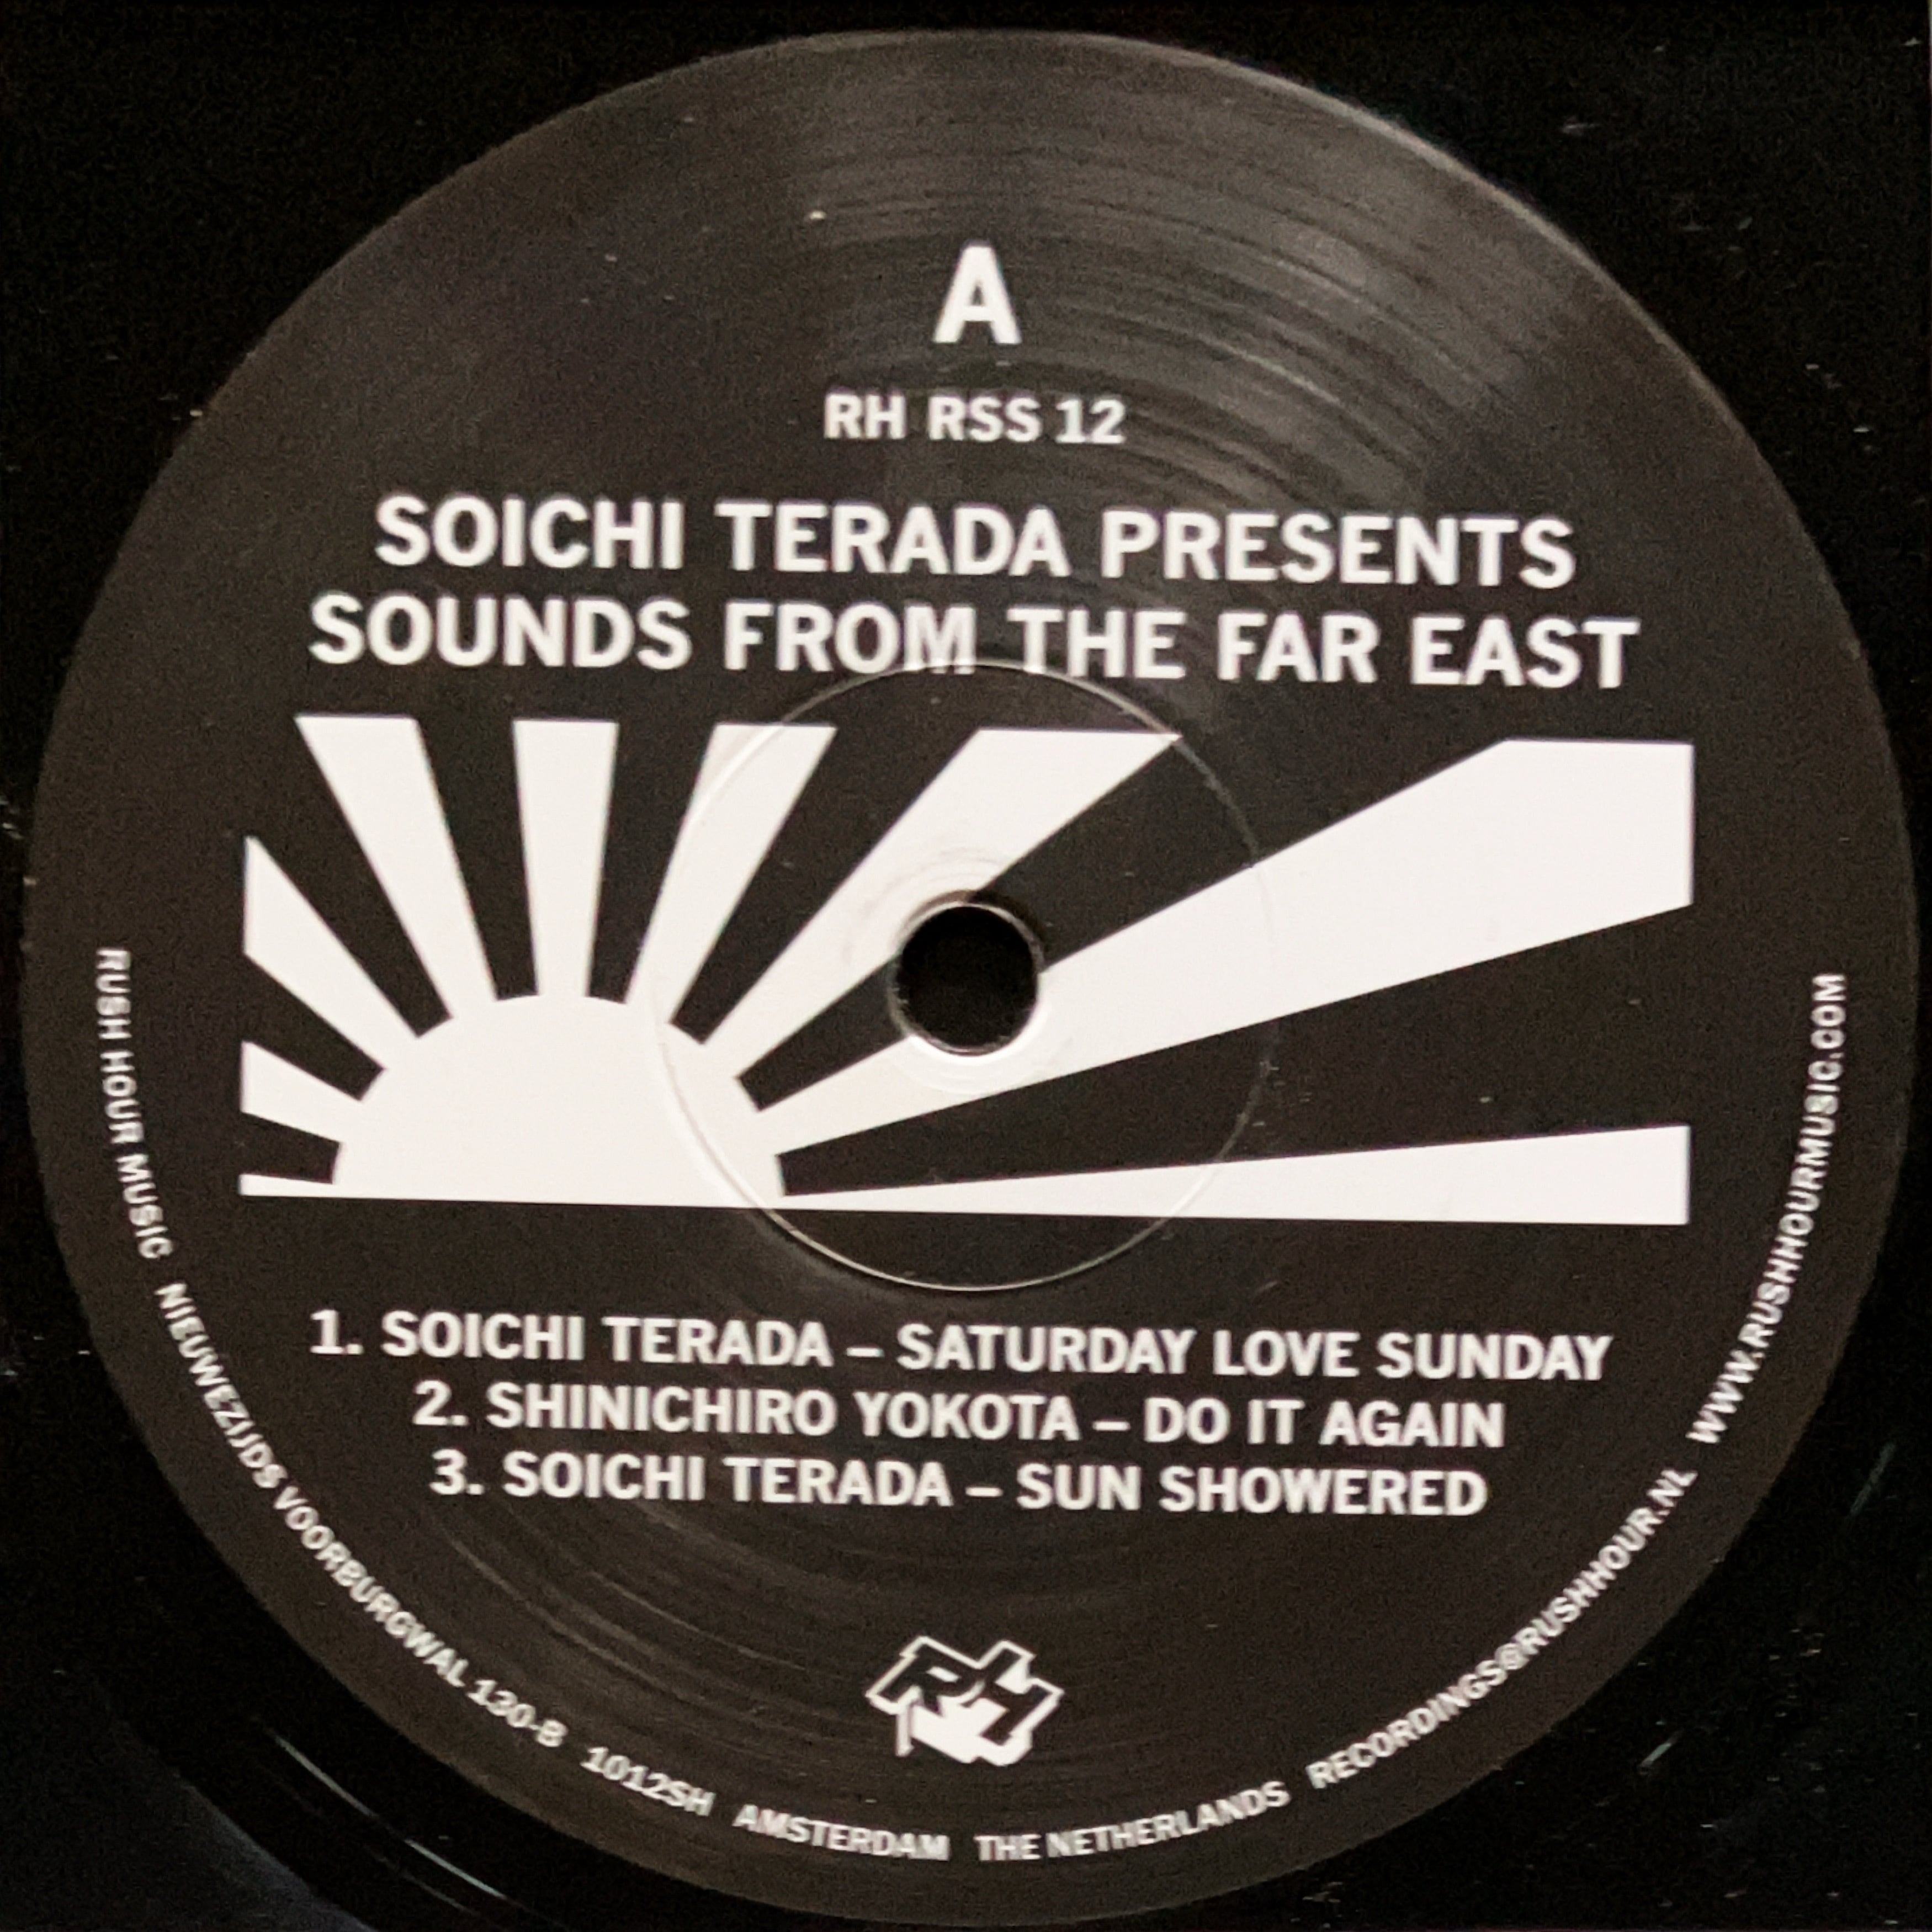 A
RH RSS 12
SOICHI TERADA PRESENTS
SOUNDS FROM THE FAR EAST
1. SOICHI TERADA – SATURDAY LOVE SUNDAY
2. SHINICHIRO YOKOTA – DO IT AGAIN
3. SOICHI TERADA – SUN SHOWERED
RH
RUSH HOUR MUSIC NIEUWEZIJDS VOORBURGWAL 130-B 1012SH AMSTERDAM THE NETHERLANDS RECORDINGS@RUSHHOUR.NL WWW.RUSHHOURMUSIC.COM